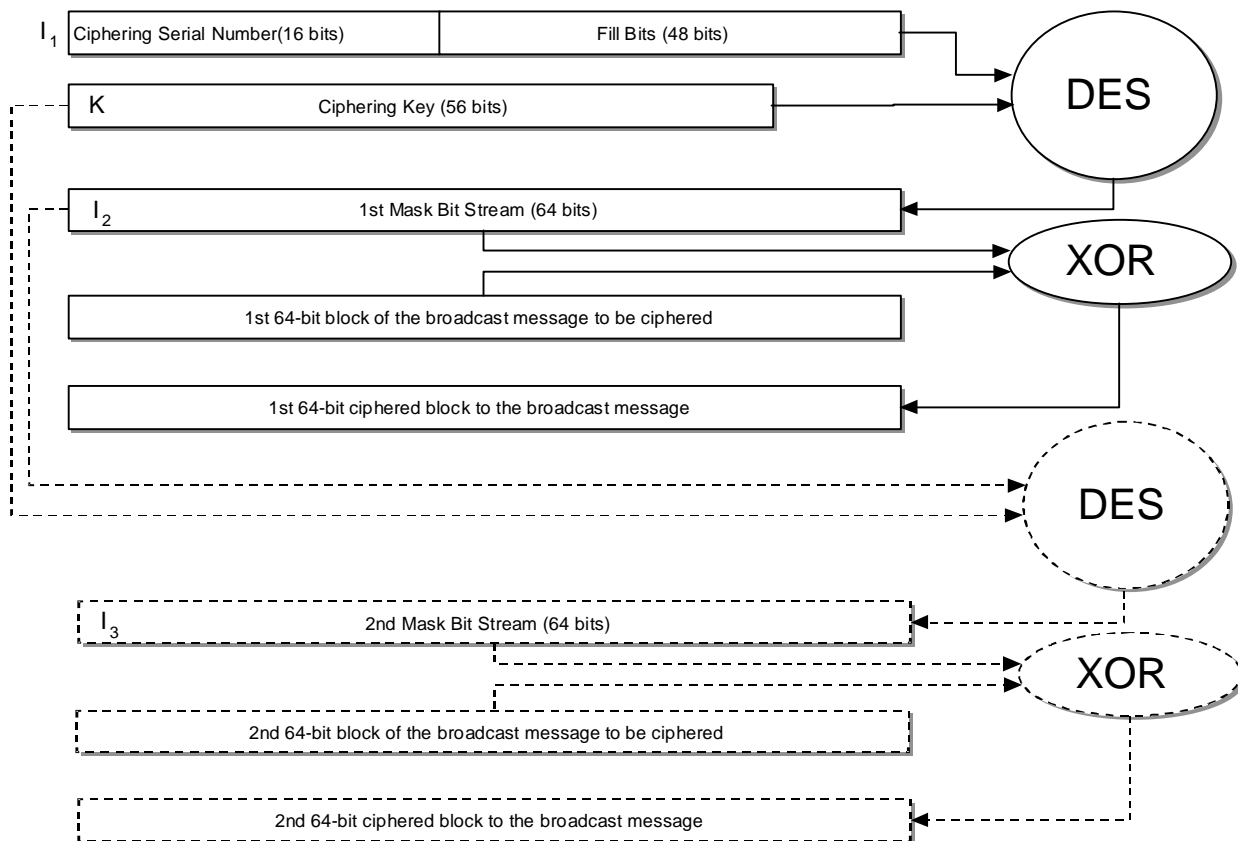 I1 Ciphering Serial Number(16 bits) Fill Bits (48 bits)
DES
K Ciphering Key (56 bits)
I2 1st Mask Bit Stream (64 bits)
XOR
1st 64-bit block of the broadcast message to be ciphered
1st 64-bit ciphered block to the broadcast message
DES
I3 2nd Mask Bit Stream (64 bits)
XOR
2nd 64-bit block of the broadcast message to be ciphered
2nd 64-bit ciphered block to the broadcast message